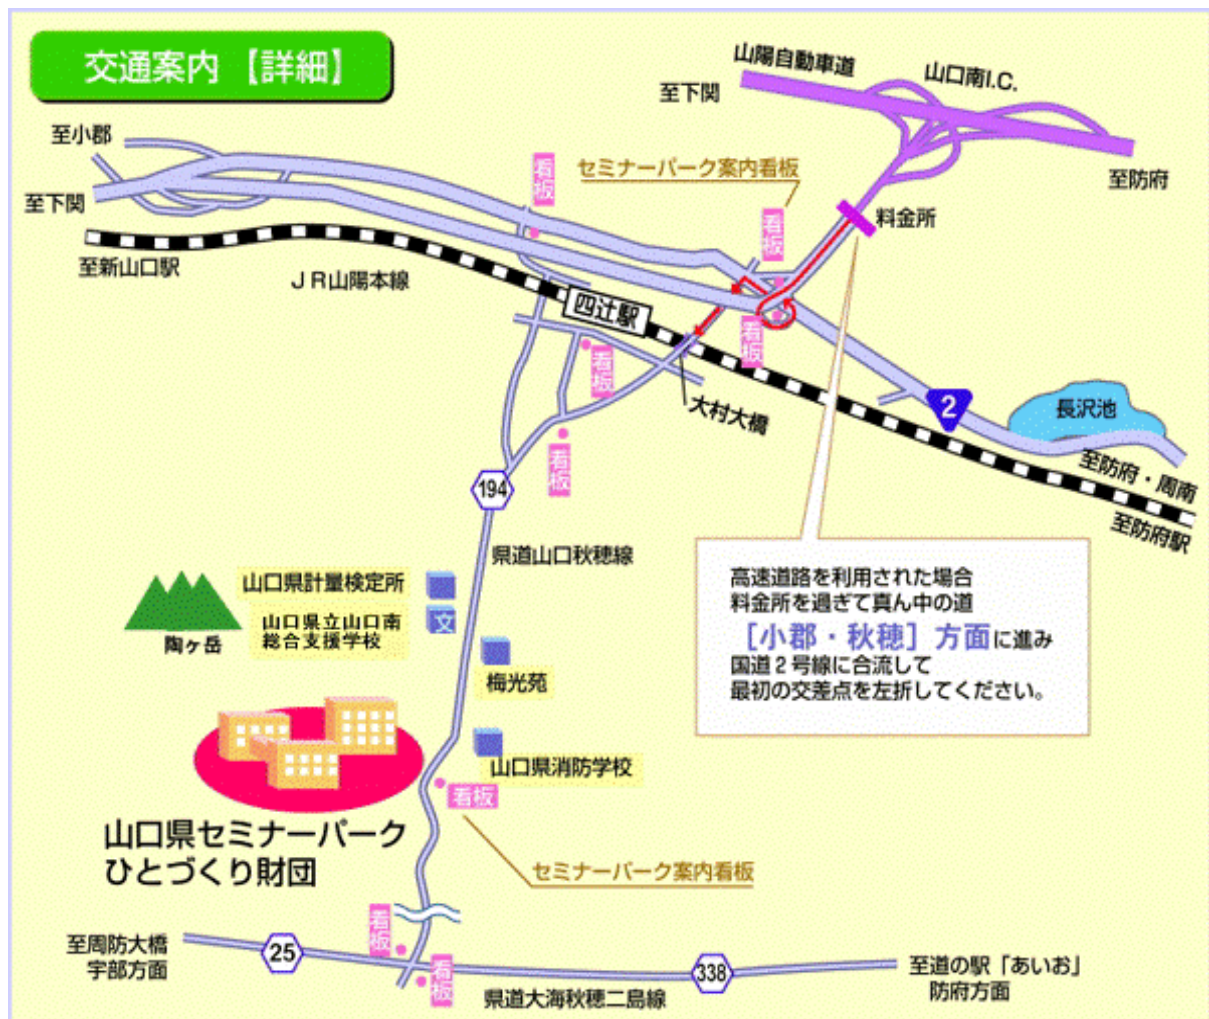 交通案内【詳細】
山陽自動車道
山口南I.C.
至下関
至防府
至小郡
至下関
看板
セミナーパーク案内看板
看板
料金所
至新山口駅
JR山陽本線
四辻駅
看板
看板
大村大橋
2
長沢池
至防府・周南
至防府駅
看板
194
県道山口秋穂線
高速道路を利用された場合
料金所を過ぎて真ん中の道
［小郡・秋穂］方面に進み
国道2号線に合流して
最初の交差点を左折してください。
山口県計量検定所
山口県立山口南
総合支援学校
文
陶ヶ岳
梅光苑
山口県消防学校
看板
山口県セミナーパーク
ひとづくり財団
セミナーパーク案内看板
看板
至周防大橋
宇部方面
25
看板
338
県道大海秋穂二島線
至道の駅「あいお」
防府方面